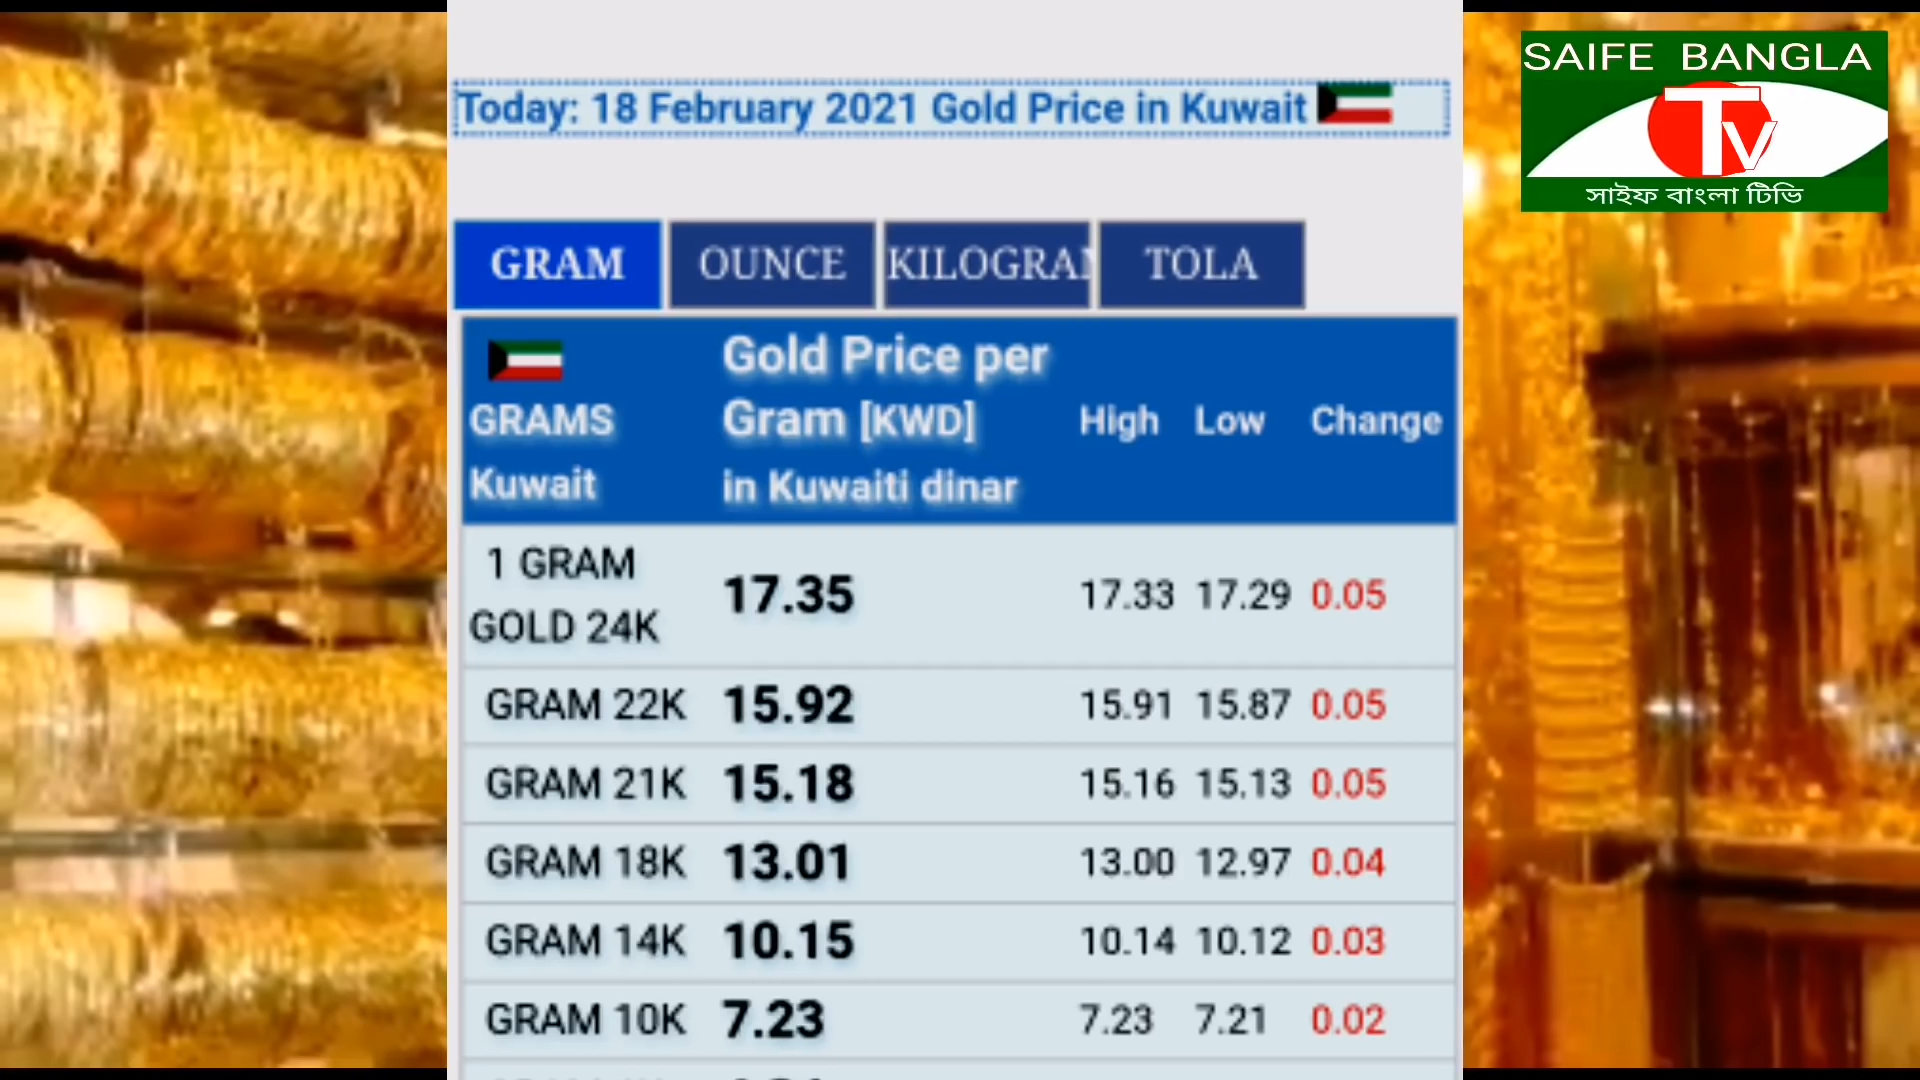 SAIFE BANGLA
TV
সাইফ বাংলা টিভি
Today: 18 February 2021 Gold Price in Kuwait
GRAM OUNCE KILOGRA TOLA
GRAMS
Kuwait
Gold Price per
Gram [KWD]
in Kuwaiti dinar
High Low Change
1 GRAM
GOLD 24K
17.35 17.33 17.29 0.05
GRAM 22K 15.92 15.91 15.87 0.05
GRAM 21K 15.18 15.16 15.13 0.05
GRAM 18K 13.01 13.00 12.97 0.04
GRAM 14K 10.15 10.14 10.12 0.03
GRAM 10K 7.23 7.23 7.21 0.02